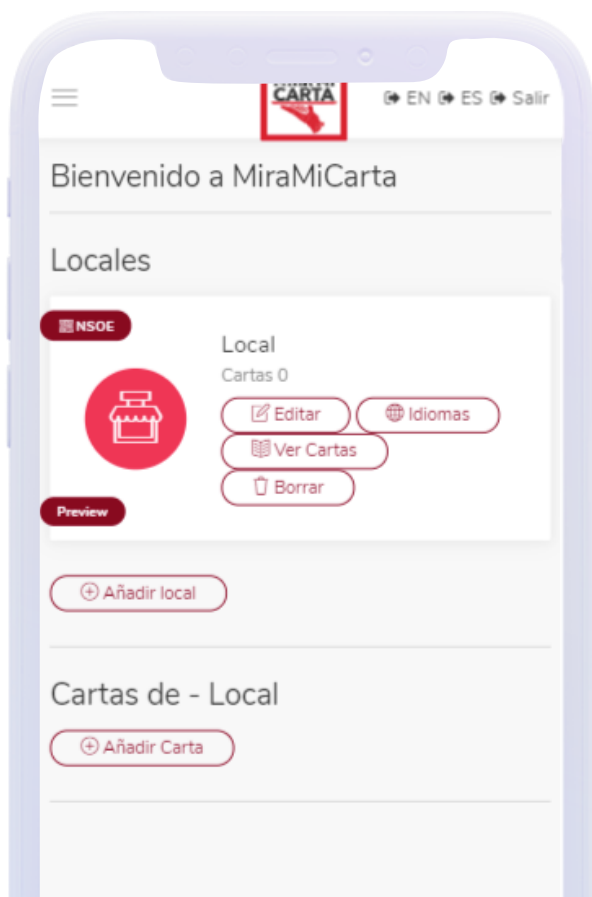 CARTA
EN ES Salir
Bienvenido a MiraMiCarta
Locales
NSOE
Local
Cartas 0
Editar Idiomas
Ver Cartas
Borrar
Preview
Añadir local
Cartas de - Local
Añadir Carta